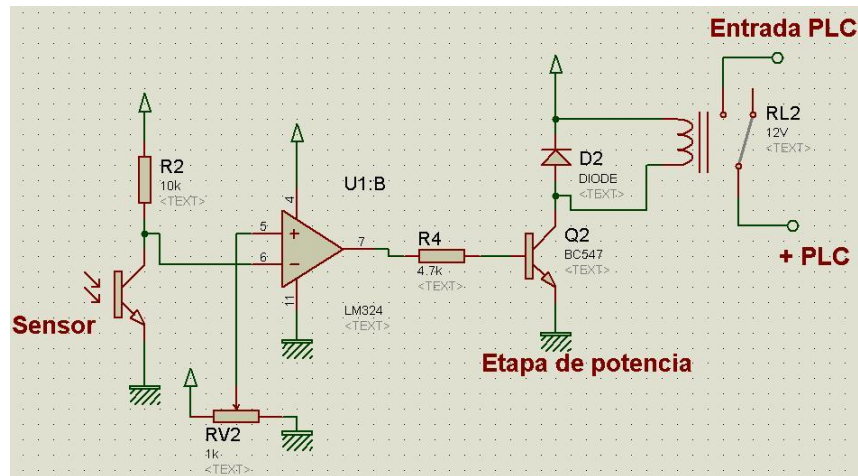 Entrada PLC
RL2
12V
<TEXT>
+ PLC
D2
DIODE
<TEXT>
R2
10k
<TEXT>
U1:B
4
5
6
7
11
LM324
<TEXT>
R4
4.7k
<TEXT>
Q2
BC547
<TEXT>
Sensor
Etapa de potencia
RV2
1k
<TEXT>